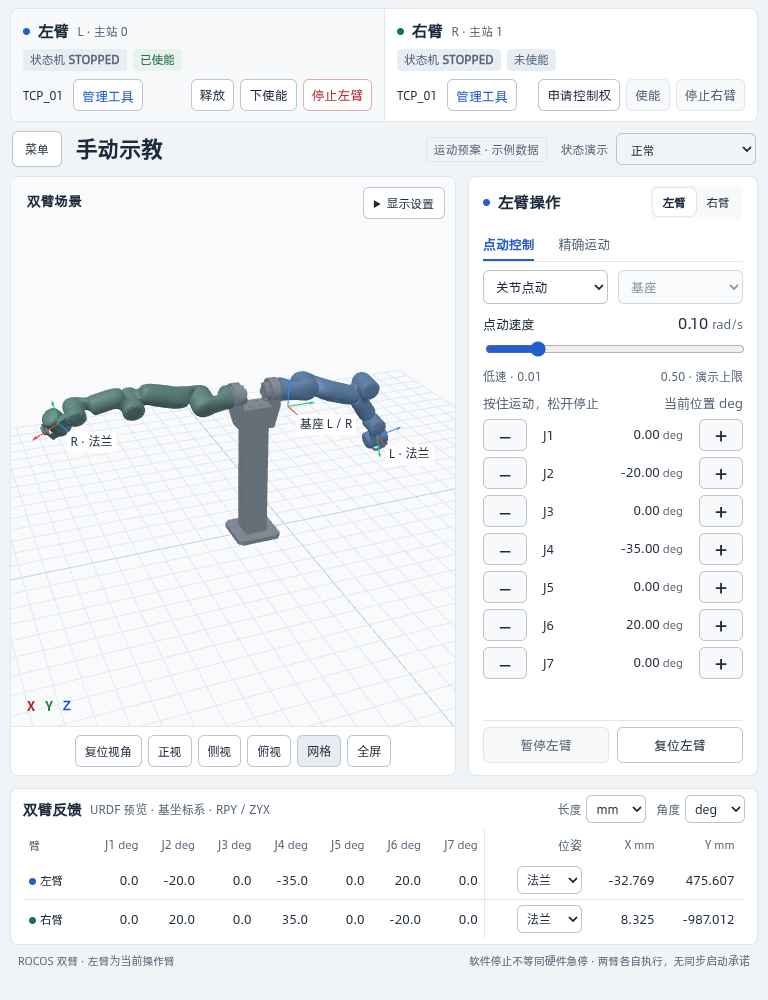 左臂 L · 主站 0
状态机 STOPPED 已使能
TCP_01 管理工具 释放 下使能 停止左臂
右臂 R · 主站 1
状态机 STOPPED 未使能
TCP_01 管理工具 申请控制权 使能 停止右臂
菜单 手动示教 运动预案 · 示例数据 状态演示 正常
双臂场景 ▶ 显示设置
R · 法兰
基座 L / R
L · 法兰
X Y Z
复位视角 正视 侧视 俯视 网格 全屏
左臂操作 左臂 右臂
点动控制 精确运动
关节点动 基座
点动速度 0.10 rad/s
低速 · 0.01 0.50 · 演示上限
按住运动，松开停止 当前位置 deg
− J1 0.00 deg +
− J2 -20.00 deg +
− J3 0.00 deg +
− J4 -35.00 deg +
− J5 0.00 deg +
− J6 20.00 deg +
− J7 0.00 deg +
暂停左臂 复位左臂
双臂反馈 URDF 预览 · 基坐标系 · RPY / ZYX 长度 mm 角度 deg
臂 J1 deg J2 deg J3 deg J4 deg J5 deg J6 deg J7 deg 位姿 X mm Y mm
左臂 0.0 -20.0 0.0 -35.0 0.0 20.0 0.0 法兰 -32.769 475.607
右臂 0.0 20.0 0.0 35.0 0.0 -20.0 0.0 法兰 8.325 -987.012
ROCOS 双臂 · 左臂为当前操作臂 软件停止不等同硬件急停 · 两臂各自执行，无同步启动承诺